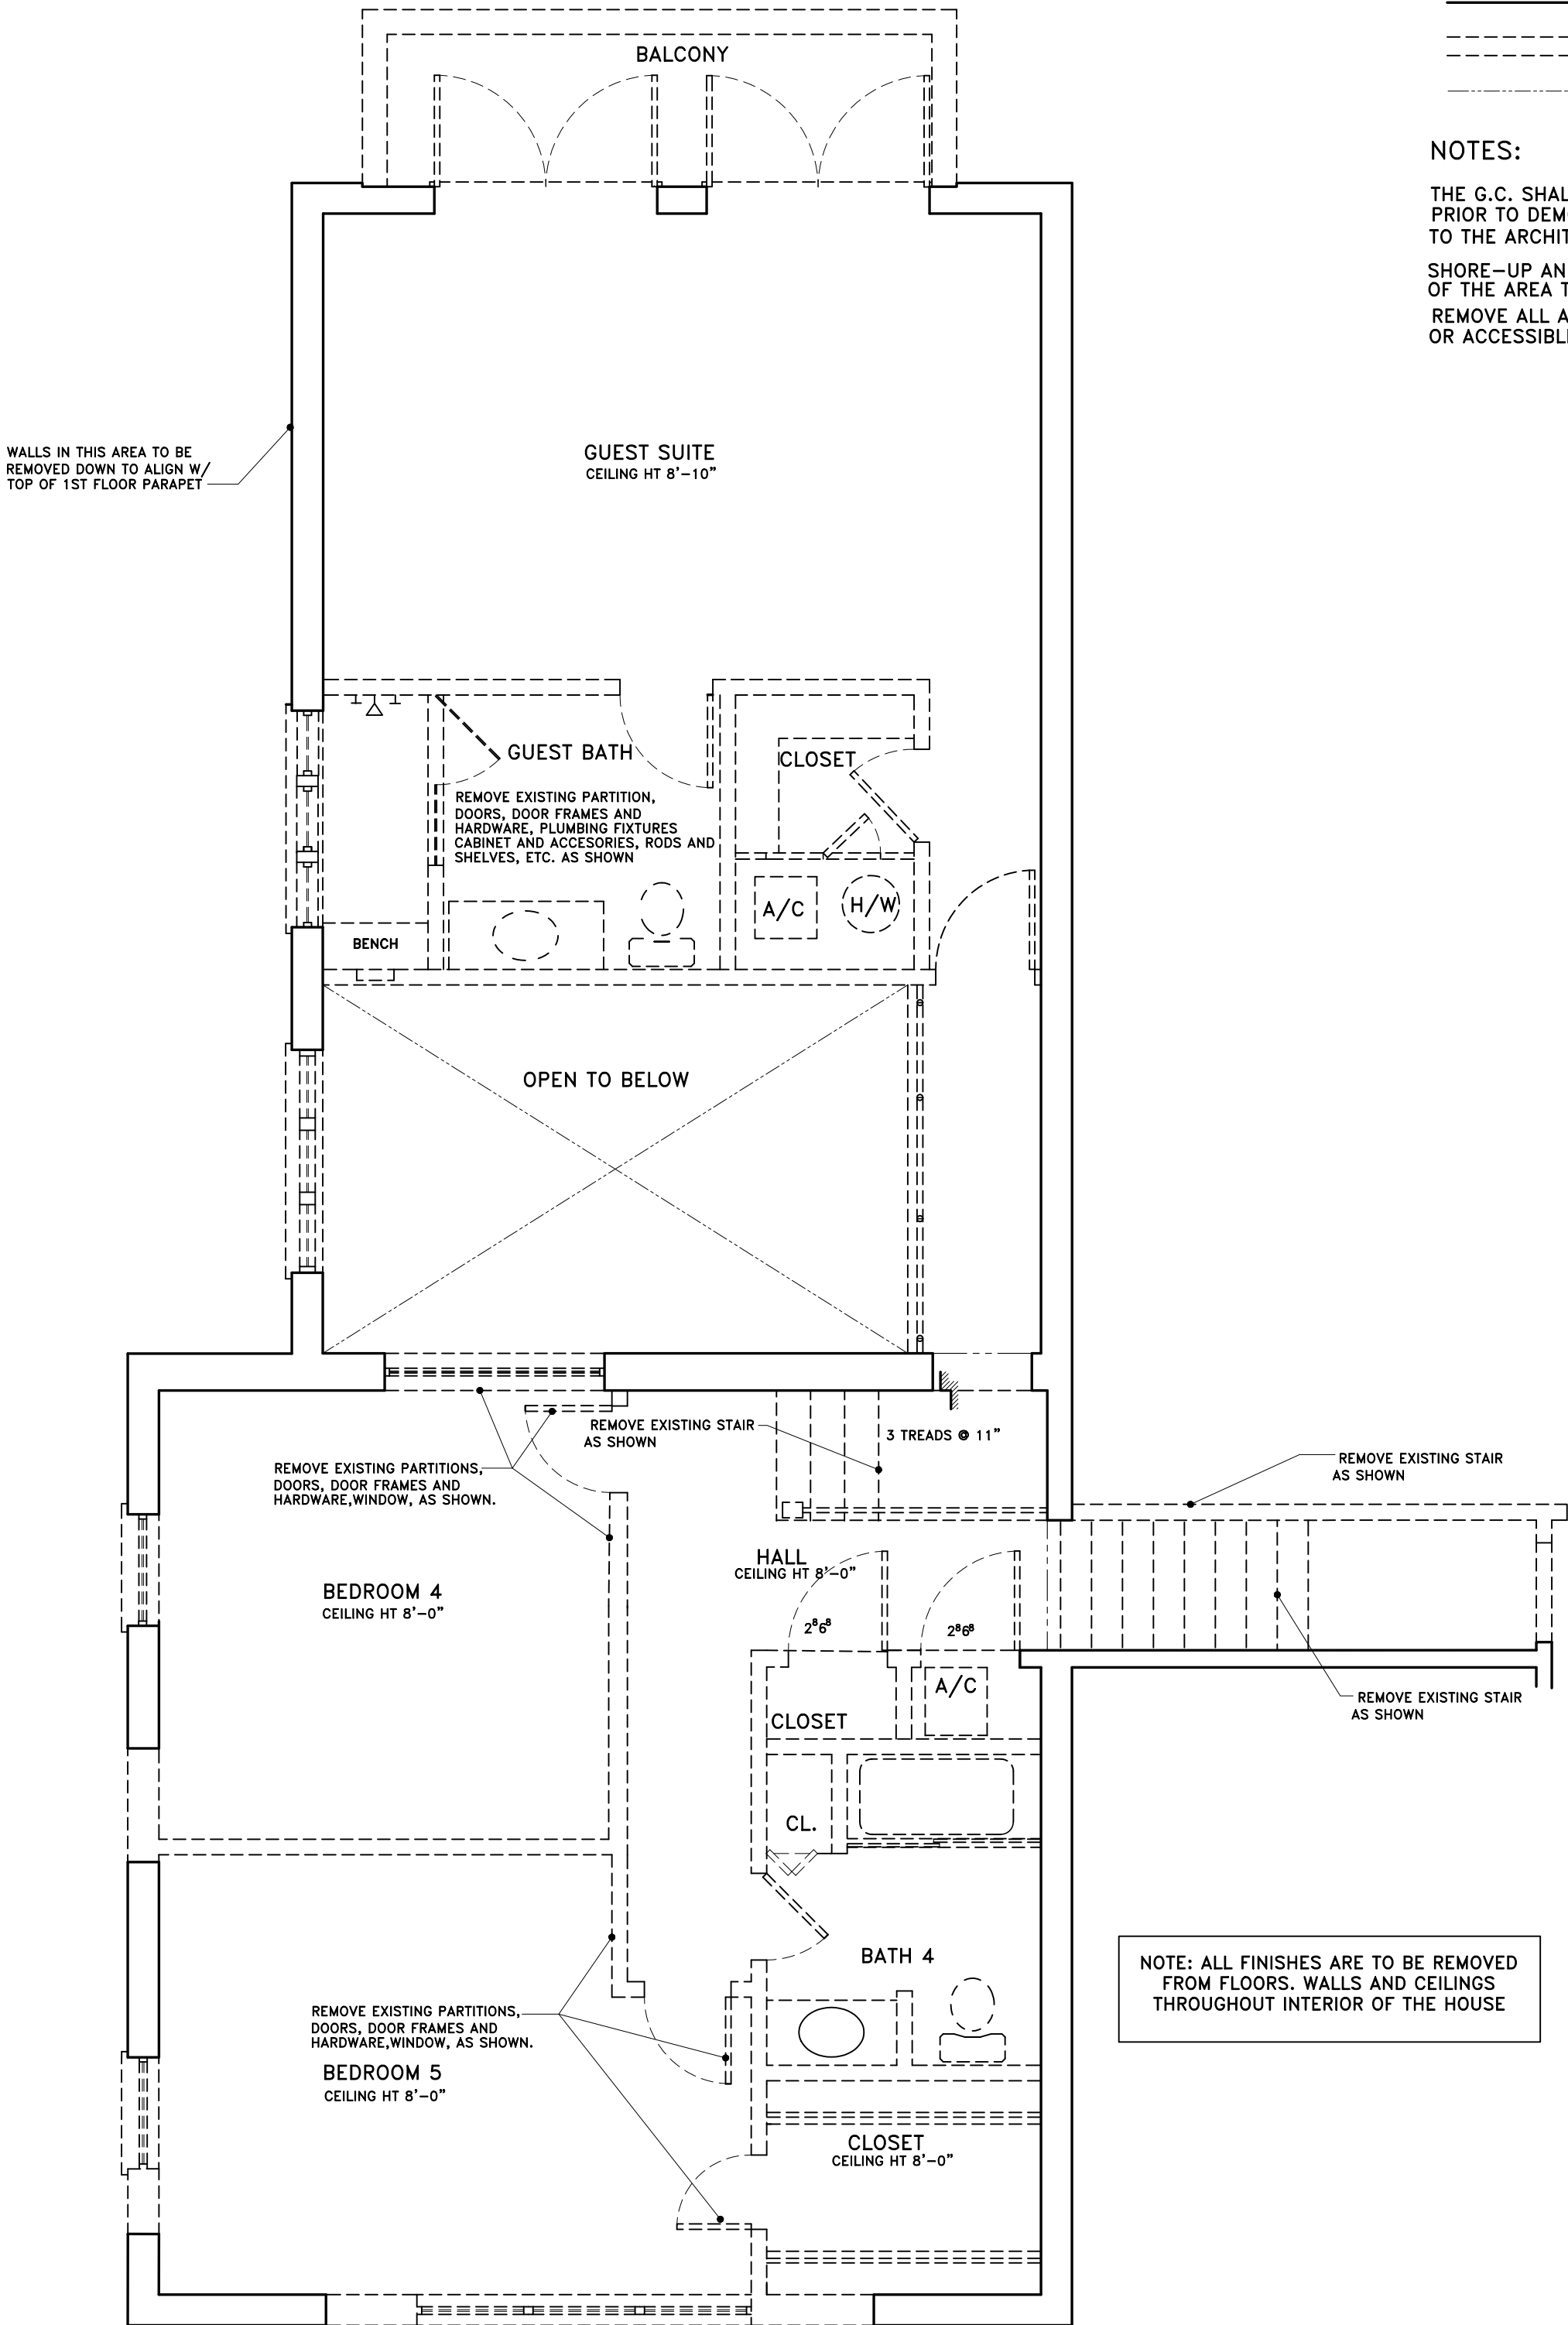 BALCONY
NOTES:
THE G.C. SHAL
PRIOR TO DEM
TO THE ARCHIT
SHORE-UP AN
OF THE AREA T
REMOVE ALL A
OR ACCESSIBL
WALLS IN THIS AREA TO BE
REMOVED DOWN TO ALIGN W/
TOP OF 1ST FLOOR PARAPET
GUEST SUITE
CEILING HT 8'-10"
GUEST BATH
CLOSET
REMOVE EXISTING PARTITION,
DOORS, DOOR FRAMES AND
HARDWARE, PLUMBING FIXTURES
CABINET AND ACCESORIES, RODS AND
SHELVES, ETC. AS SHOWN
A/C
H/W
BENCH
OPEN TO BELOW
REMOVE EXISTING STAIR
AS SHOWN
3 TREADS @ 11"
REMOVE EXISTING PARTITIONS,
DOORS, DOOR FRAMES AND
HARDWARE,WINDOW, AS SHOWN.
REMOVE EXISTING STAIR
AS SHOWN
HALL
CEILING HT 8'-0"
BEDROOM 4
CEILING HT 8'-0"
2⁸6⁸
2⁸6⁸
A/C
REMOVE EXISTING STAIR
AS SHOWN
CLOSET
CL.
BATH 4
NOTE: ALL FINISHES ARE TO BE REMOVED
FROM FLOORS. WALLS AND CEILINGS
THROUGHOUT INTERIOR OF THE HOUSE
REMOVE EXISTING PARTITIONS,
DOORS, DOOR FRAMES AND
HARDWARE,WINDOW, AS SHOWN.
BEDROOM 5
CEILING HT 8'-0"
CLOSET
CEILING HT 8'-0"